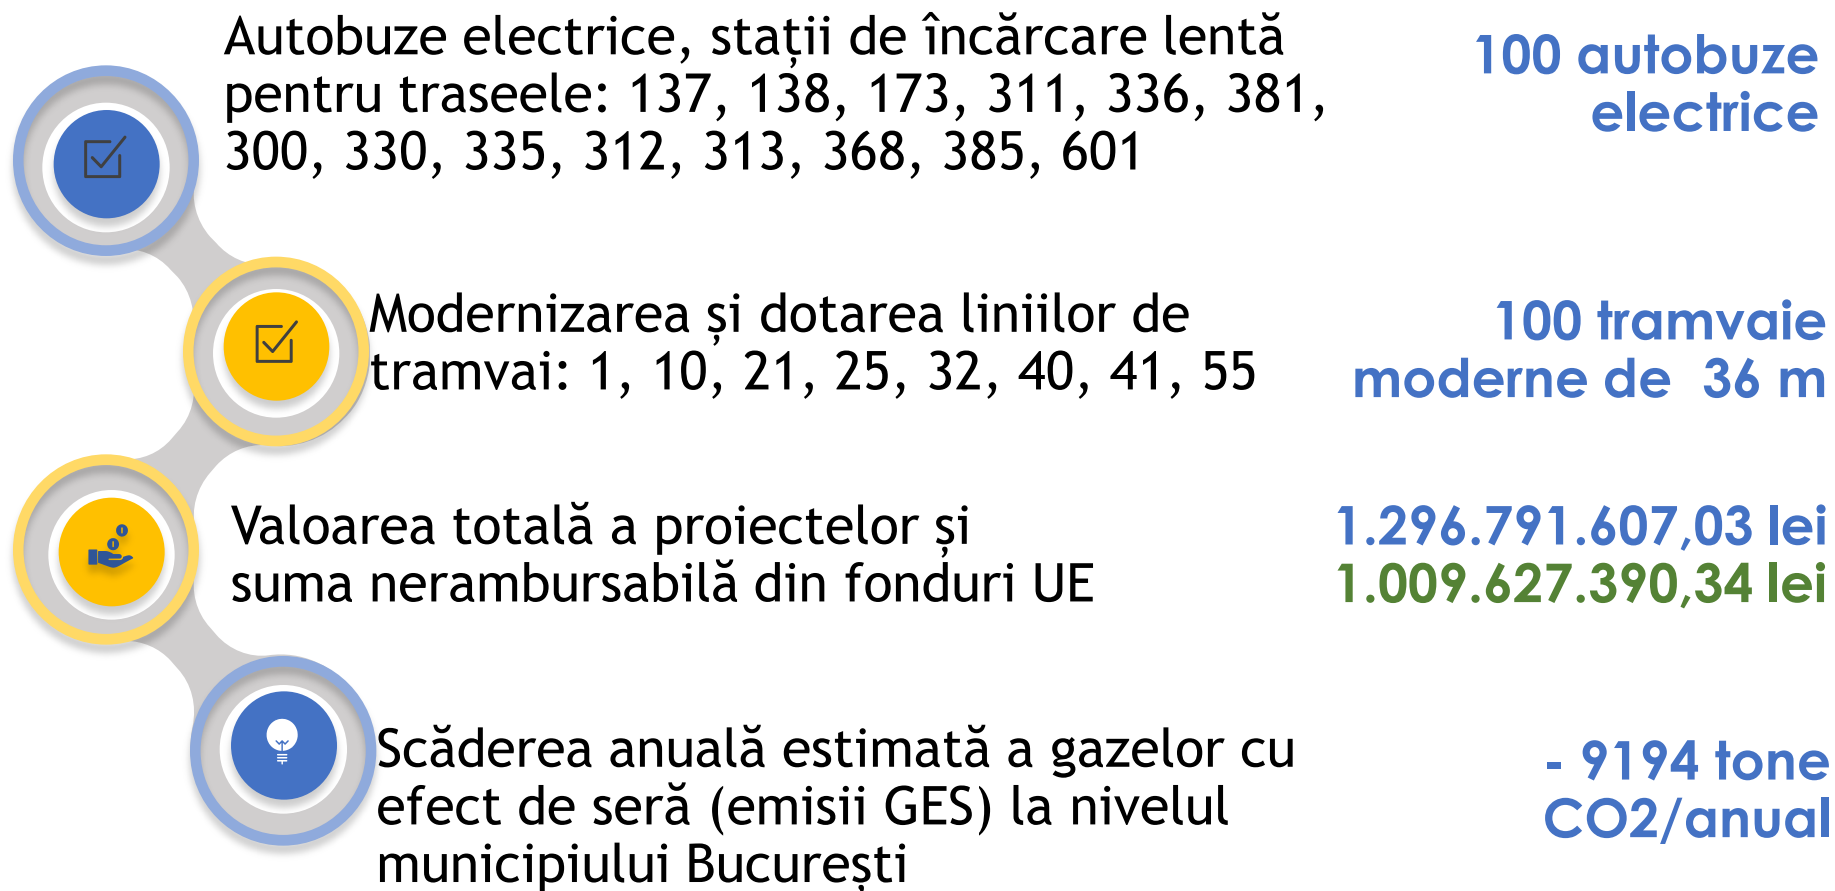 Autobuze electrice, stații de încărcare lentă
pentru traseele: 137, 138, 173, 311, 336, 381,
300, 330, 335, 312, 313, 368, 385, 601
100 autobuze
electrice
Modernizarea și dotarea liniilor de
tramvai: 1, 10, 21, 25, 32, 40, 41, 55
100 tramvaie
moderne de 36 m
Valoarea totală a proiectelor și
suma nerambursabilă din fonduri UE
1.296.791.607,03 lei
1.009.627.390,34 lei
Scăderea anuală estimată a gazelor cu
efect de seră (emisii GES) la nivelul
municipiului București
- 9194 tone
CO2/anual